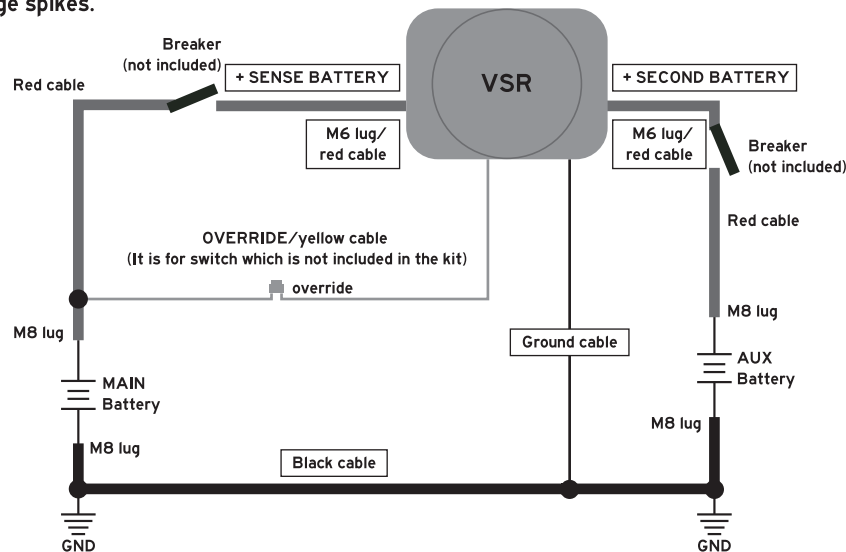 ge spikes.
Breaker
(not included)
Red cable
+ SENSE BATTERY
VSR
+ SECOND BATTERY
M6 lug/
red cable
M6 lug/
red cable
Breaker
(not included)
Red cable
OVERRIDE/yellow cable
(It is for switch which is not included in the kit)
override
M8 lug
M8 lug
Ground cable
MAIN
Battery
AUX
Battery
M8 lug
M8 lug
Black cable
GND
GND